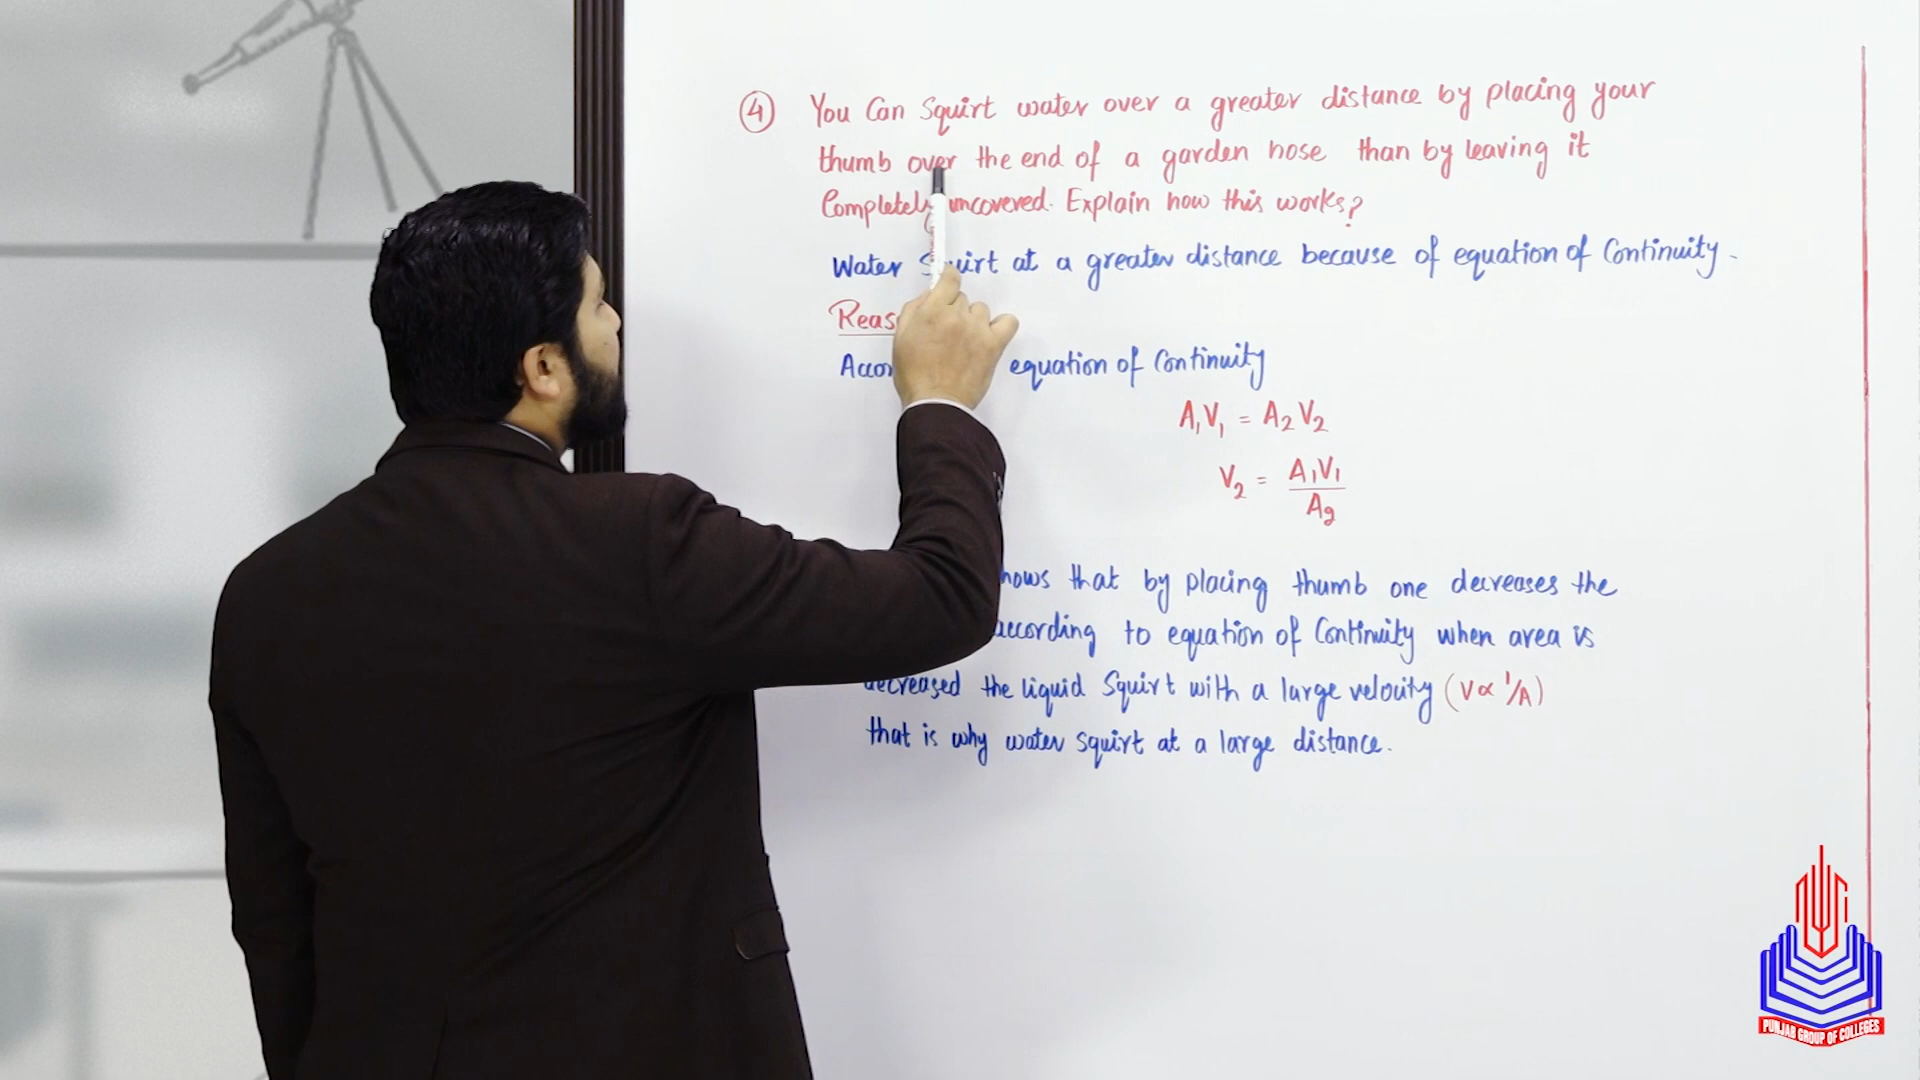 4 You Can Squirt water over a greater distance by placing your
thumb over the end of a garden hose than by leaving it
Completely uncovered. Explain how this works?
Water Squirt at a greater distance because of equation of Continuity.
Reas
Accor equation of Continuity
A₁V₁ = A₂V₂
V₂ = A₁V₁ / A₂
hows that by placing thumb one decreases the
according to equation of Continuity when area is
decreased the liquid Squirt with a large velocity (V∝ 1/A)
that is why water squirt at a large distance.
PUNJAB GROUP OF COLLEGES